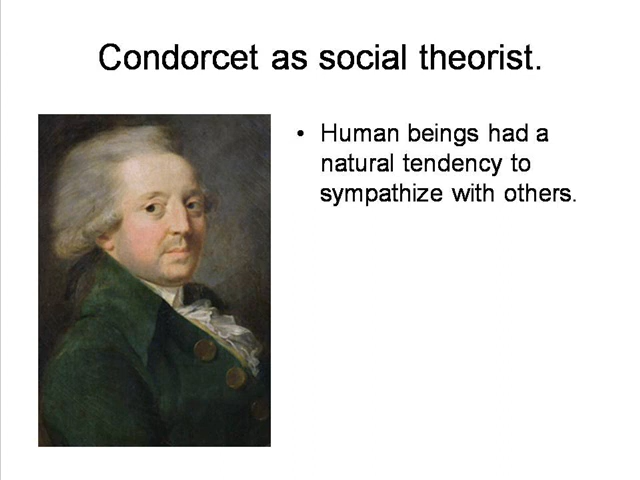 Condorcet as social theorist.
• Human beings had a
natural tendency to
sympathize with others.